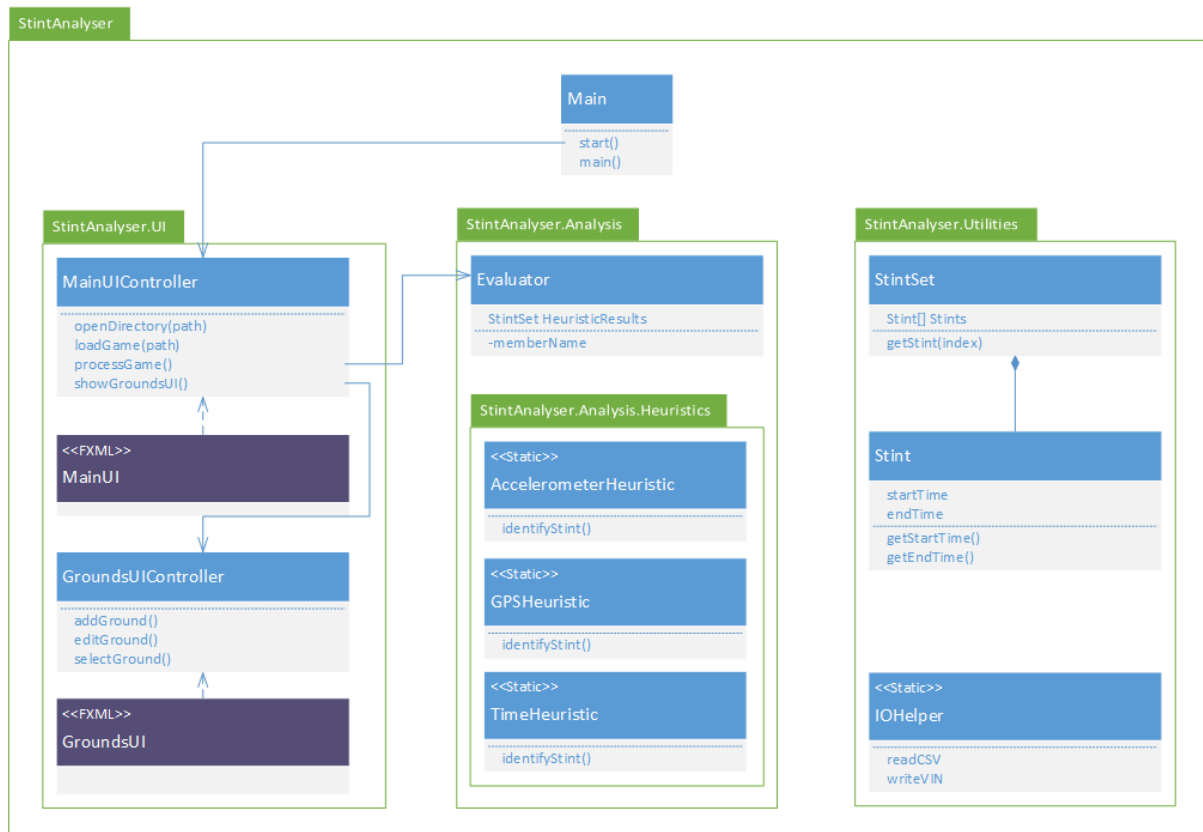 StintAnalyser
Main
start()
main()
StintAnalyser.UI
MainUIController
openDirectory(path)
loadGame(path)
processGame()
showGroundsUI()
<<FXML>>
MainUI
GroundsUIController
addGround()
editGround()
selectGround()
<<FXML>>
GroundsUI
StintAnalyser.Analysis
Evaluator
StintSet HeuristicResults
-memberName
StintAnalyser.Analysis.Heuristics
<<Static>>
AccelerometerHeuristic
identifyStint()
<<Static>>
GPSHeuristic
identifyStint()
<<Static>>
TimeHeuristic
identifyStint()
StintAnalyser.Utilities
StintSet
Stint[] Stints
getStint(index)
Stint
startTime
endTime
getStartTime()
getEndTime()
<<Static>>
IOHelper
readCSV
writeVIN